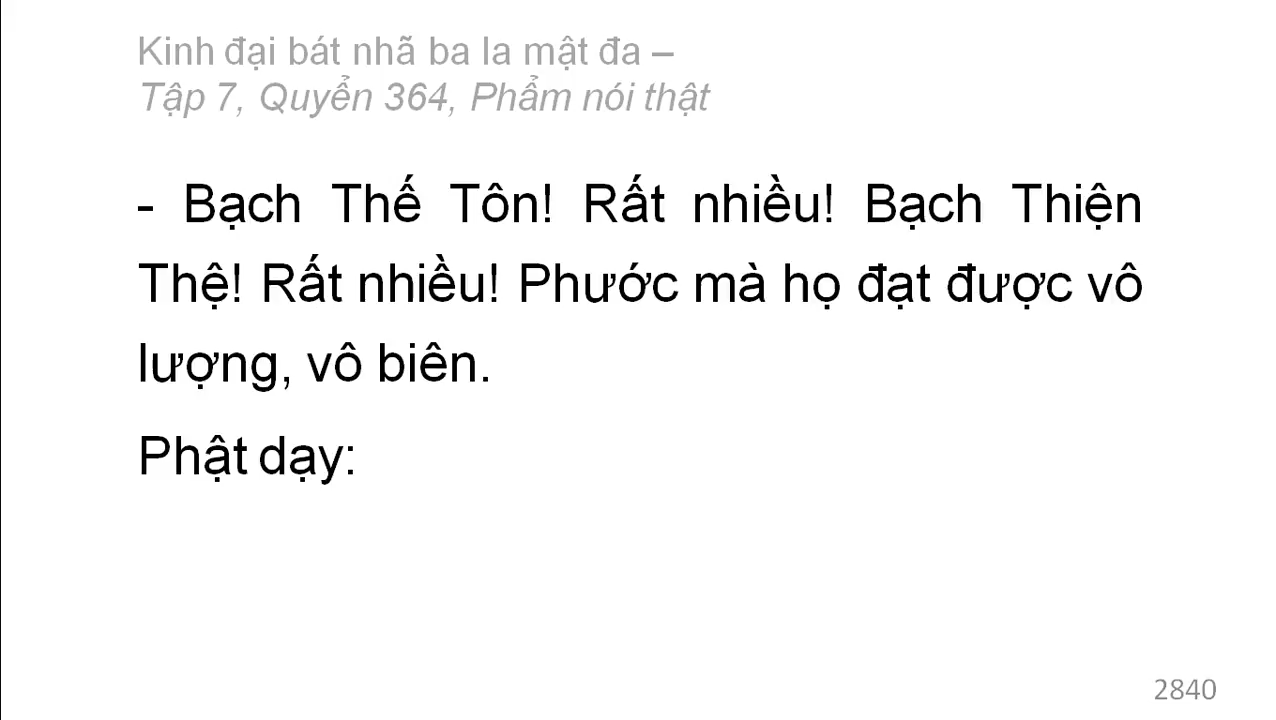 Kinh đại bát nhã ba la mật đa –
Tập 7, Quyển 364, Phẩm nói thật
- Bạch Thế Tôn! Rất nhiều! Bạch Thiện
Thệ! Rất nhiều! Phước mà họ đạt được vô
lượng, vô biên.
Phật dạy:
2840